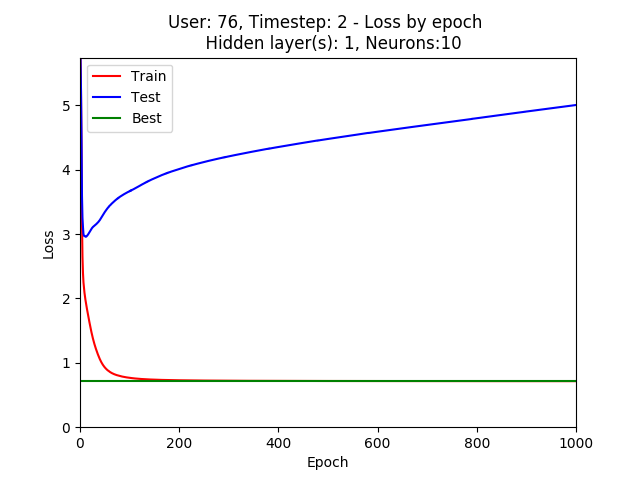 User: 76, Timestep: 2 - Loss by epoch
Hidden layer(s): 1, Neurons:10
Train
Test
Best
5
4
3
2
1
0
Loss
0 200 400 600 800 1000
Epoch